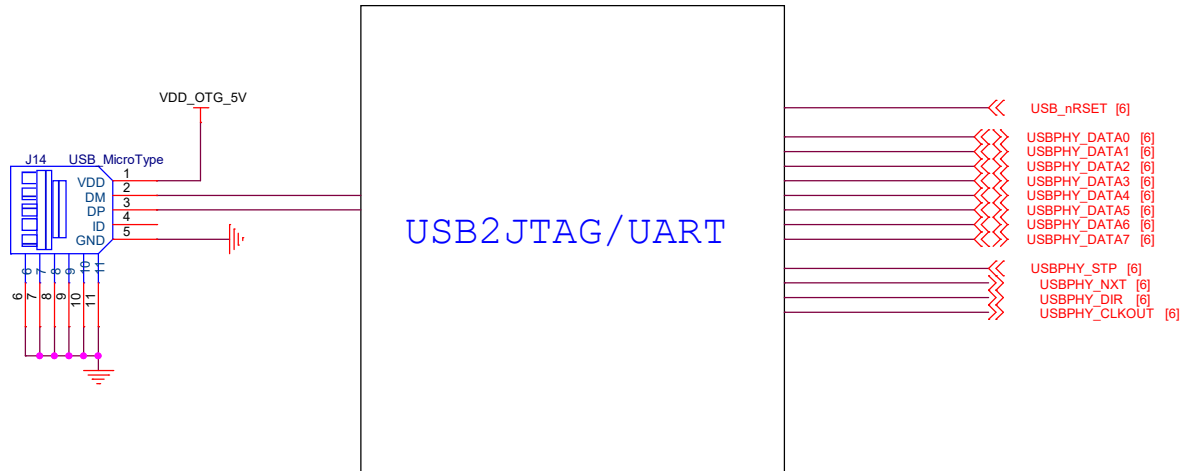 VDD_OTG_5V
J14 USB_MicroType
VDD 1
DM 2
DP 3
ID 4
GND 5
6 7 8 9 10 11
6 7 8 9 10 11
USB2JTAG/UART
USB_nRSET [6]
USBPHY_DATA0 [6]
USBPHY_DATA1 [6]
USBPHY_DATA2 [6]
USBPHY_DATA3 [6]
USBPHY_DATA4 [6]
USBPHY_DATA5 [6]
USBPHY_DATA6 [6]
USBPHY_DATA7 [6]
USBPHY_STP [6]
USBPHY_NXT [6]
USBPHY_DIR [6]
USBPHY_CLKOUT [6]